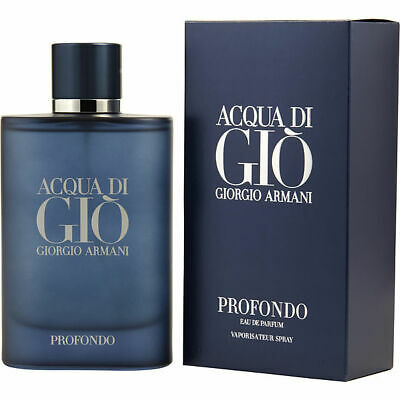 ACQUA DI
GIÒ
GIORGIO ARMANI
PROFONDO
ACQUA DI
GIÒ
GIORGIO ARMANI
PROFONDO
EAU DE PARFUM
VAPORISATEUR SPRAY